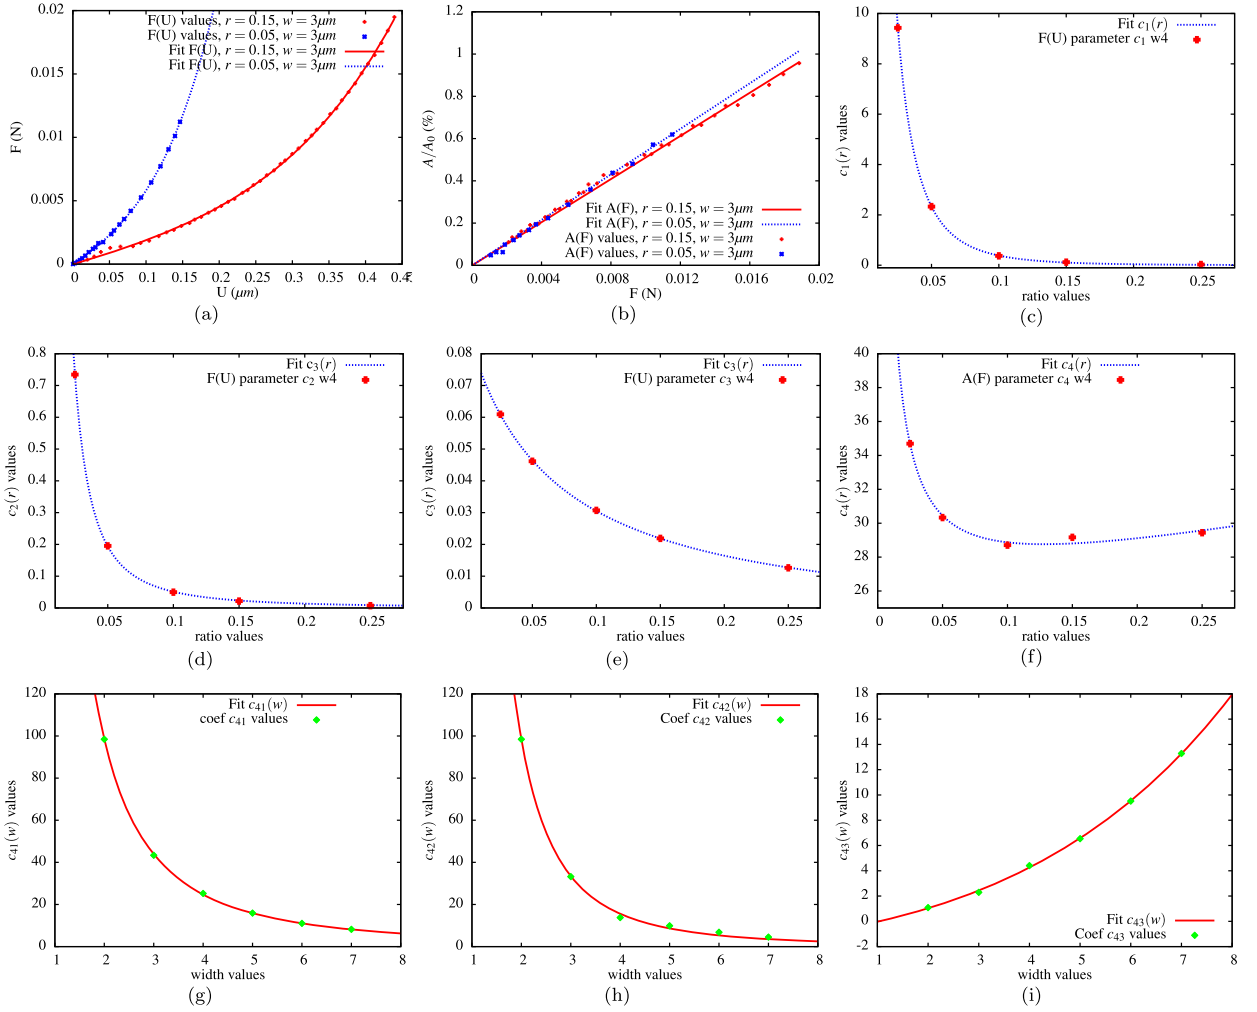 F(U) values, r = 0.15, w = 3μm
F(U) values, r = 0.05, w = 3μm
Fit F(U), r = 0.15, w = 3μm
Fit F(U), r = 0.05, w = 3μm
F (N)
0.02
0.015
0.01
0.005
0
0 0.05 0.1 0.15 0.2 0.25 0.3 0.35 0.4 0.45
U (μm)
(a)
A/A0 (%)
1.2
1
0.8
0.6
0.4
0.2
0
Fit A(F), r = 0.15, w = 3μm
Fit A(F), r = 0.05, w = 3μm
A(F) values, r = 0.15, w = 3μm
A(F) values, r = 0.05, w = 3μm
0 0.004 0.008 0.012 0.016 0.02
F (N)
(b)
c1(r) values
10
8
6
4
2
0
Fit c1(r)
F(U) parameter c1 w4
0.05 0.1 0.15 0.2 0.25
ratio values
(c)
c2(r) values
0.8
0.7
0.6
0.5
0.4
0.3
0.2
0.1
0
Fit c3(r)
F(U) parameter c2 w4
0.05 0.1 0.15 0.2 0.25
ratio values
(d)
c3(r) values
0.08
0.07
0.06
0.05
0.04
0.03
0.02
0.01
0
Fit c3(r)
F(U) parameter c3 w4
0.05 0.1 0.15 0.2 0.25
ratio values
(e)
c4(r) values
40
38
36
34
32
30
28
26
Fit c4(r)
A(F) parameter c4 w4
0 0.05 0.1 0.15 0.2 0.25
ratio values
(f)
c41(w) values
120
100
80
60
40
20
0
Fit c41(w)
coef c41 values
1 2 3 4 5 6 7 8
width values
(g)
c42(w) values
120
100
80
60
40
20
0
Fit c42(w)
Coef c42 values
1 2 3 4 5 6 7 8
width values
(h)
c43(w) values
18
16
14
12
10
8
6
4
2
0
-2
Fit c43(w)
Coef c43 values
1 2 3 4 5 6 7 8
width values
(i)